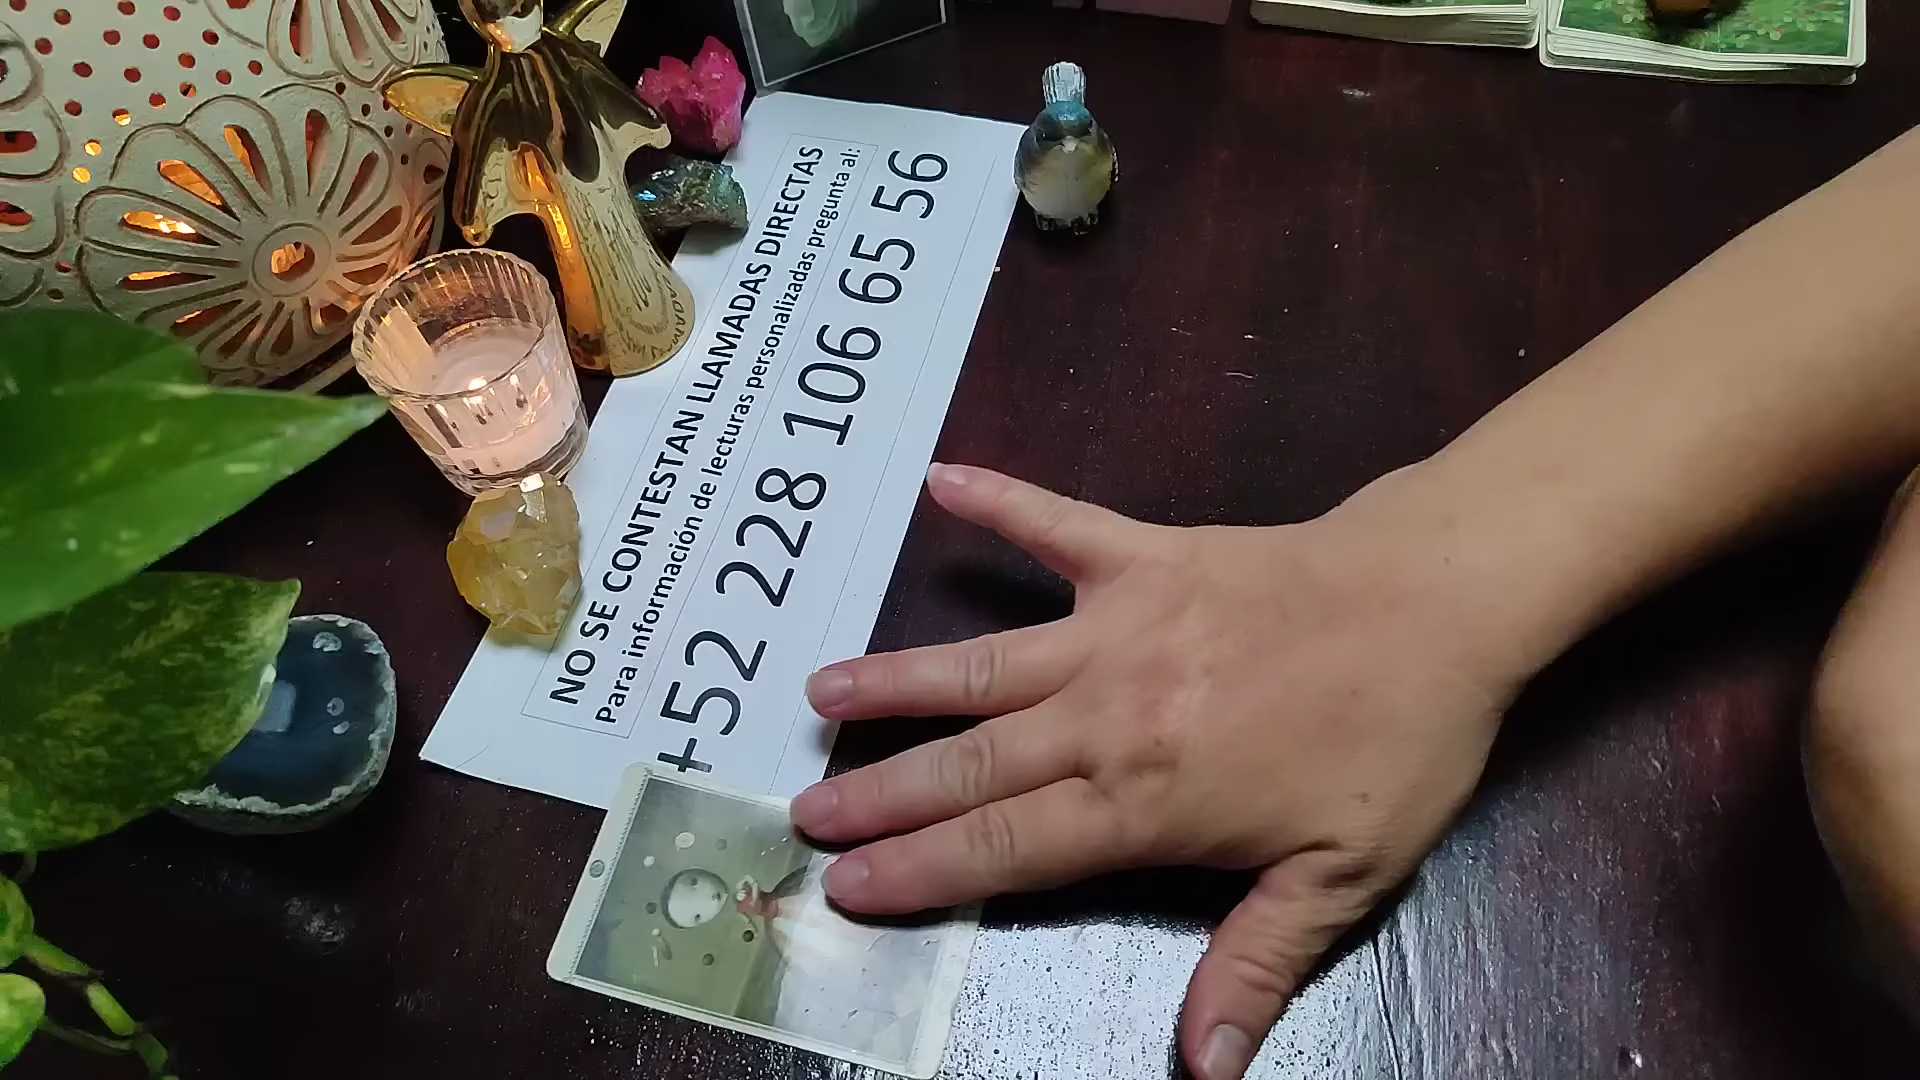 NO SE CONTESTAN LLAMADAS DIRECTAS
Para información de lecturas personalizadas pregunta al:
+52 228 106 65 56